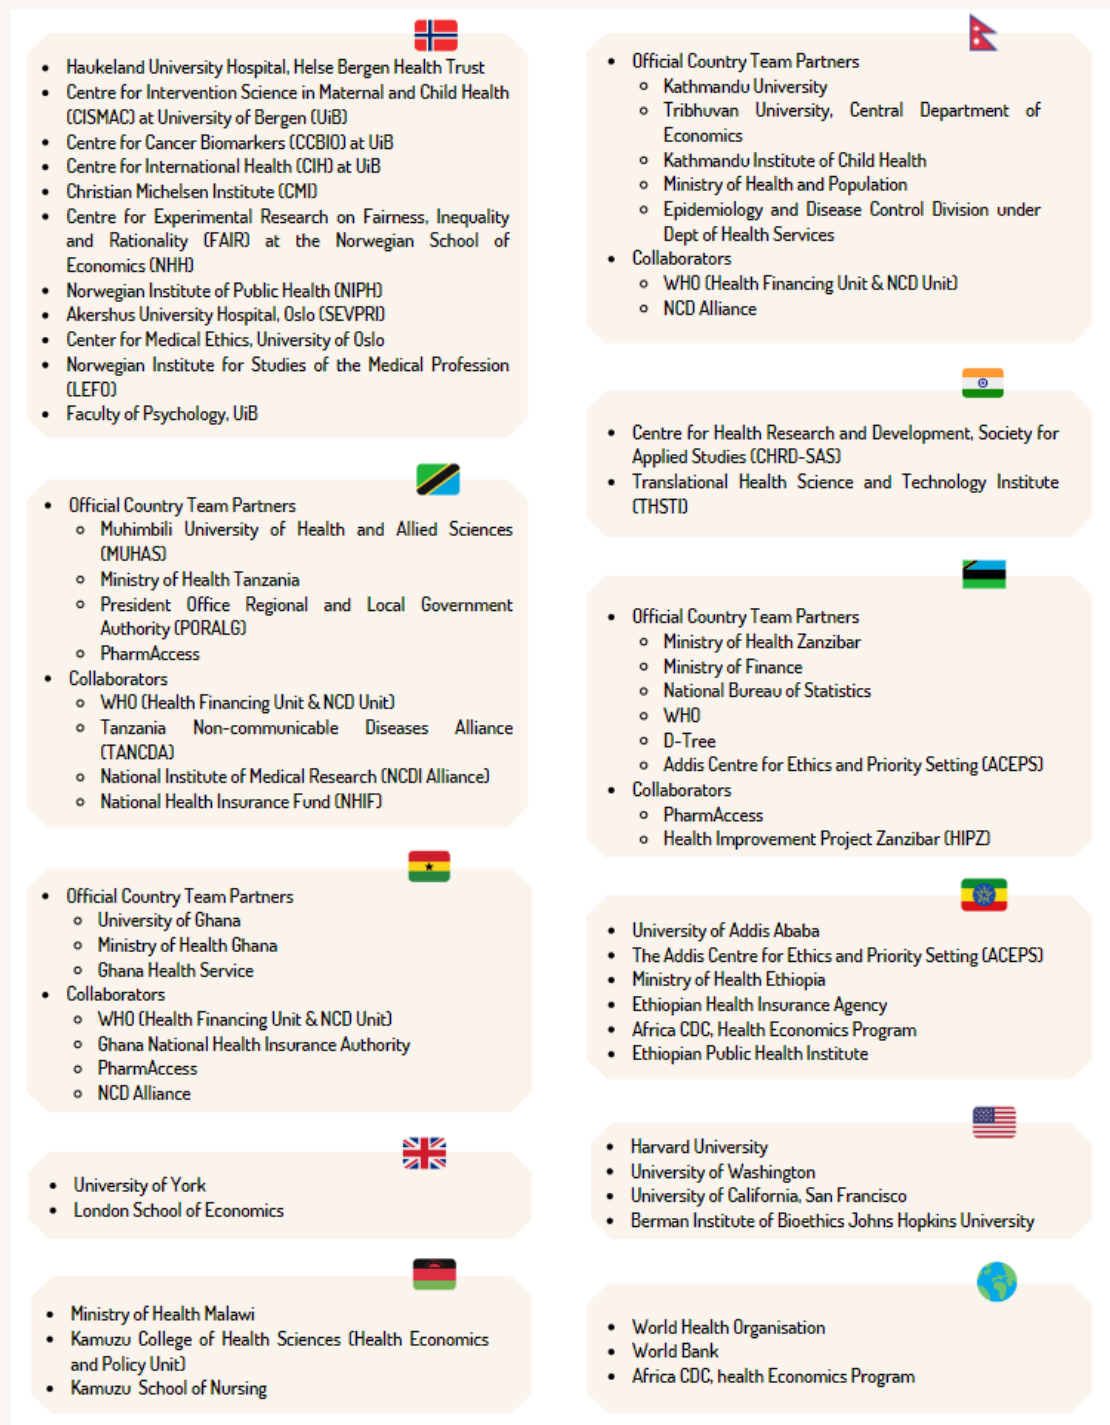 • Haukeland University Hospital, Helse Bergen Health Trust
• Centre for Intervention Science in Maternal and Child Health
(CISMAC) at University of Bergen (UiB)
• Centre for Cancer Biomarkers (CCBIO) at UiB
• Centre for International Health (CIH) at UiB
• Christian Michelsen Institute (CMI)
• Centre for Experimental Research on Fairness, Inequality
and Rationality (FAIR) at the Norwegian School of
Economics (NHH)
• Norwegian Institute of Public Health (NIPH)
• Akershus University Hospital, Oslo (SEVPRI)
• Center for Medical Ethics, University of Oslo
• Norwegian Institute for Studies of the Medical Profession
(LEFO)
• Faculty of Psychology, UiB
• Official Country Team Partners
○ Muhimbili University of Health and Allied Sciences
(MUHAS)
○ Ministry of Health Tanzania
○ President Office Regional and Local Government
Authority (PORALG)
○ PharmAccess
• Collaborators
○ WHO (Health Financing Unit & NCD Unit)
○ Tanzania Non-communicable Diseases Alliance
(TANCDA)
○ National Institute of Medical Research (NCDI Alliance)
○ National Health Insurance Fund (NHIF)
• Official Country Team Partners
○ University of Ghana
○ Ministry of Health Ghana
○ Ghana Health Service
• Collaborators
○ WHO (Health Financing Unit & NCD Unit)
○ Ghana National Health Insurance Authority
○ PharmAccess
○ NCD Alliance
• University of York
• London School of Economics
• Ministry of Health Malawi
• Kamuzu College of Health Sciences (Health Economics
and Policy Unit)
• Kamuzu School of Nursing
• Official Country Team Partners
○ Kathmandu University
○ Tribhuvan University, Central Department of
Economics
○ Kathmandu Institute of Child Health
○ Ministry of Health and Population
○ Epidemiology and Disease Control Division under
Dept of Health Services
• Collaborators
○ WHO (Health Financing Unit & NCD Unit)
○ NCD Alliance
• Centre for Health Research and Development, Society for
Applied Studies (CHRD-SAS)
• Translational Health Science and Technology Institute
(THSTI)
• Official Country Team Partners
○ Ministry of Health Zanzibar
○ Ministry of Finance
○ National Bureau of Statistics
○ WHO
○ D-Tree
○ Addis Centre for Ethics and Priority Setting (ACEPS)
• Collaborators
○ PharmAccess
○ Health Improvement Project Zanzibar (HIPZ)
• University of Addis Ababa
• The Addis Centre for Ethics and Priority Setting (ACEPS)
• Ministry of Health Ethiopia
• Ethiopian Health Insurance Agency
• Africa CDC, Health Economics Program
• Ethiopian Public Health Institute
• Harvard University
• University of Washington
• University of California, San Francisco
• Berman Institute of Bioethics Johns Hopkins University
• World Health Organisation
• World Bank
• Africa CDC, health Economics Program